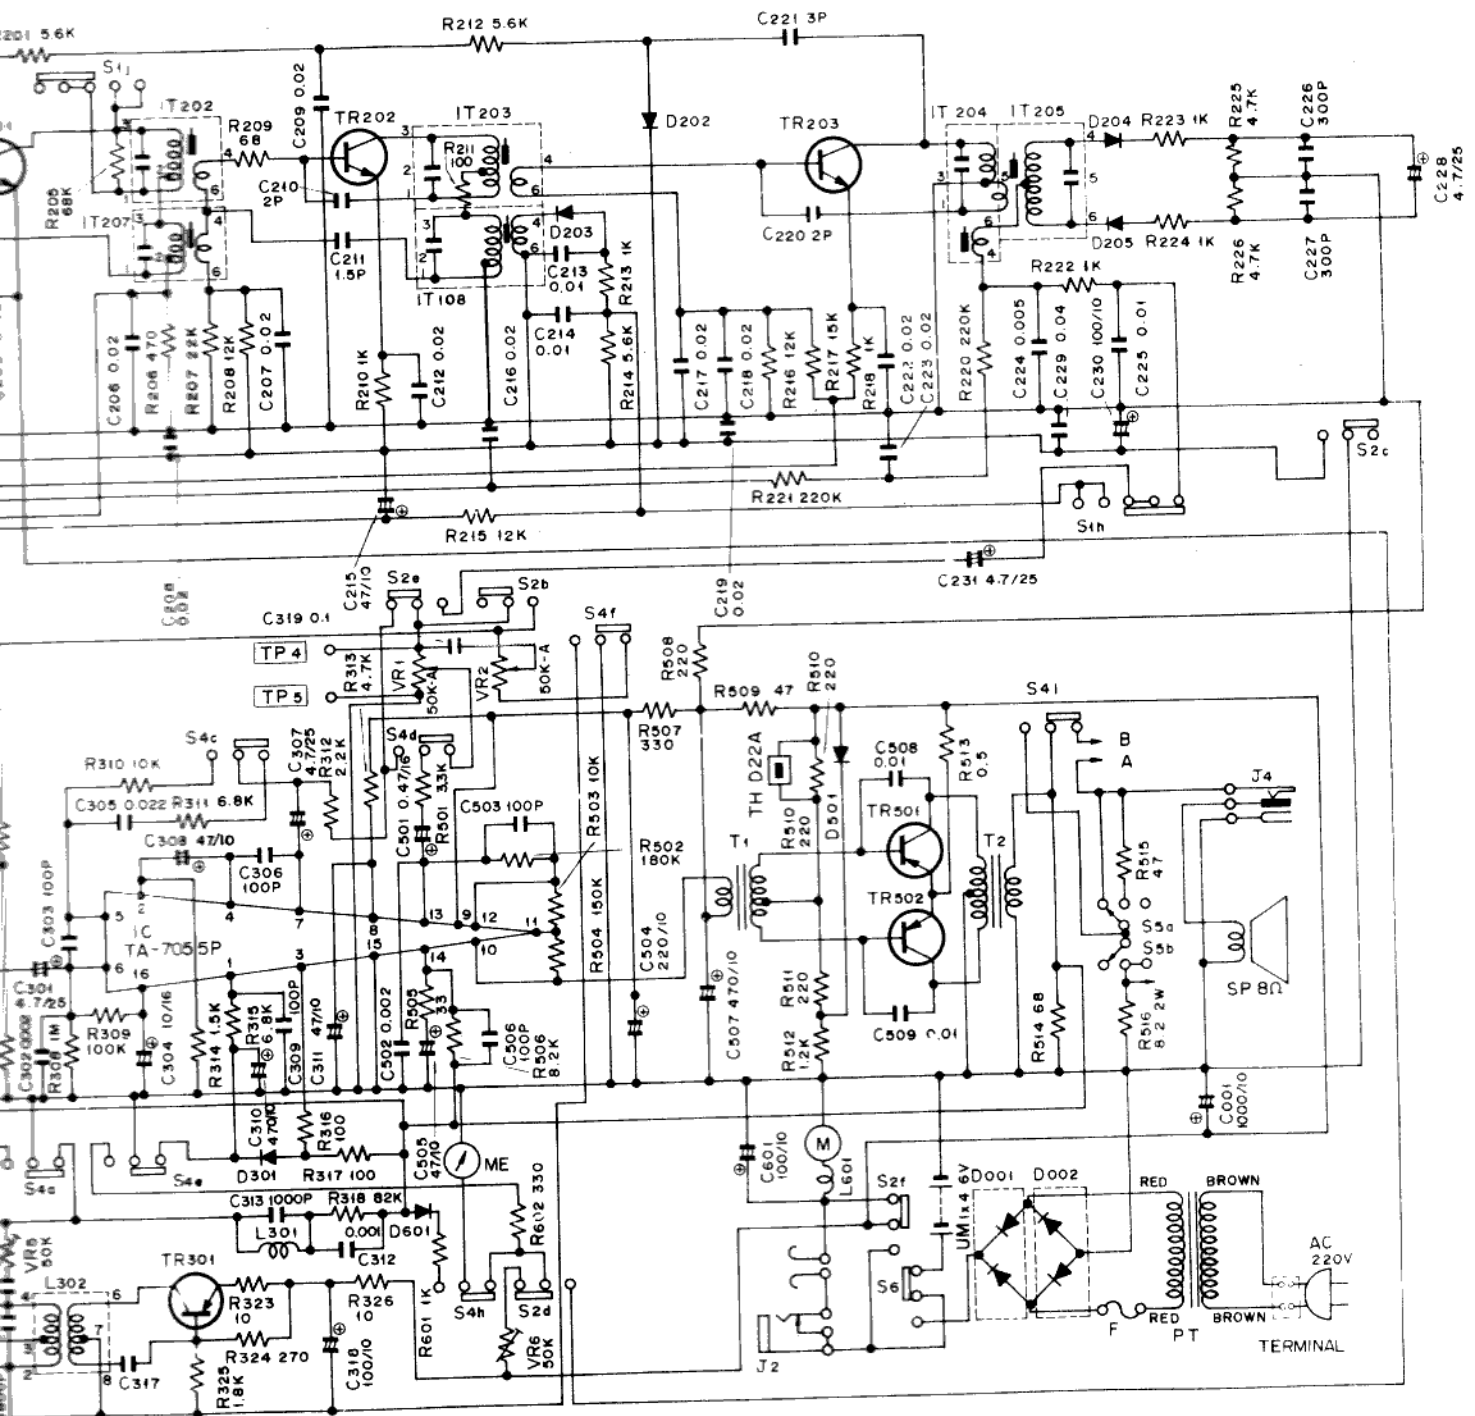 201 5.6K
R212 5.6K
C221 3P
S1j
IT202
C209 0.02
TR202
IT203
D202
TR203
IT 204
IT205
D204
R223 1K
R225 4.7K
C226 300P
C228 4.7/25
R209 68
R211 100
C210 2P
R205 68K
IT207
C211 1.5P
D203
C213 0.01
R213 1K
C220 2P
D205
R224 1K
R226 4.7K
C227 300P
IT108
C214 0.01
R222 1K
C206 0.02
R206 470
R207 22K
R208 12K
C207 0.02
R210 1K
C212 0.02
C216 0.02
R214 5.6K
C217 0.02
C218 0.02
R216 12K
R217 15K
R218 1K
C222 0.02
C223 0.02
R220 220K
C224 0.005
C229 0.04
C230 100/10
C225 0.01
S2c
R221 220K
R215 12K
S1h
C208 0.02
C215 47/10
S2e
S2b
C219 0.02
C231 4.7/25
C319 0.1
S4f
TP4
TP5
R313 4.7K
VR1 50K-A
VR2 50K-A
R508 220
R509 47
R510 220
S4i
S4c
R310 10K
C307 4.7/25
R312 2.2K
S4d
R507 330
TH D22A
C508 0.01
R513 0.5
B
A
J4
C305 0.022
R311 6.8K
C308 47/10
C306 100P
C501 0.47/16
R501 3.3K
C503 100P
R503 10K
R502 180K
R510 220
D501
TR501
T1
T2
R515 47
C303 100P
IC
TA-7055P
R504 150K
C504 220/10
TR502
S5a
S5b
SP 8Ω
C301 4.7/25
R309 100K
C304 10/16
R314 1.5K
R315 6.8K
C309 100P
C311 47/10
C502 0.002
R505 33
C506 100P
R506 8.2K
C507 470/10
R511 220
R512 1.2K
C509 0.01
R514 68
R516 8.2 2W
C302
R308 1M
C310 470/10
R316 100
C505 47/10
C001 1000/10
S4a
S4e
D301
R317 100
ME
C601 100/10
M
L601
S2f
UM1x4 6V
D001
D002
RED
BROWN
C313 1000P
R318 82K
L301
0.001
C312
D601
R602 330
VR5 50K
L302
TR301
R323 10
R326 10
R324 270
R325 1.8K
C317
C318 100/10
R601 1K
S4h
S2d
VR6 50K
J2
S6
F
RED
PT
BROWN
AC 220V
TERMINAL